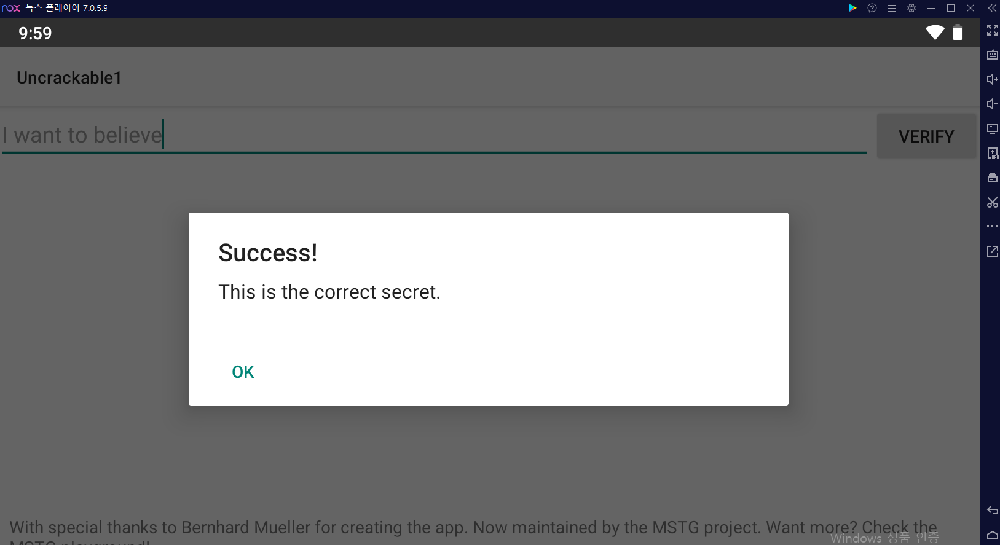 nox 녹스 플레이어 7.0.5.9
9:59
Uncrackable1
I want to believe
VERIFY
Success!
This is the correct secret.
OK
With special thanks to Bernhard Mueller for creating the app. Now maintained by the MSTG project. Want more? Check the
MSTG playground!
Windows 정품 인증